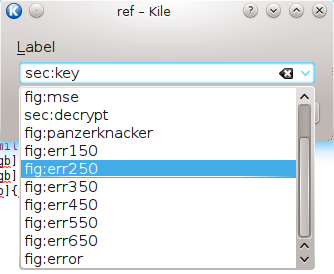 ref – Kile
Label
sec:key
fig:mse
sec:decrypt
fig:panzerknacker
fig:err150
fig:err250
fig:err350
fig:err450
fig:err550
fig:err650
fig:error
gb]
gb]